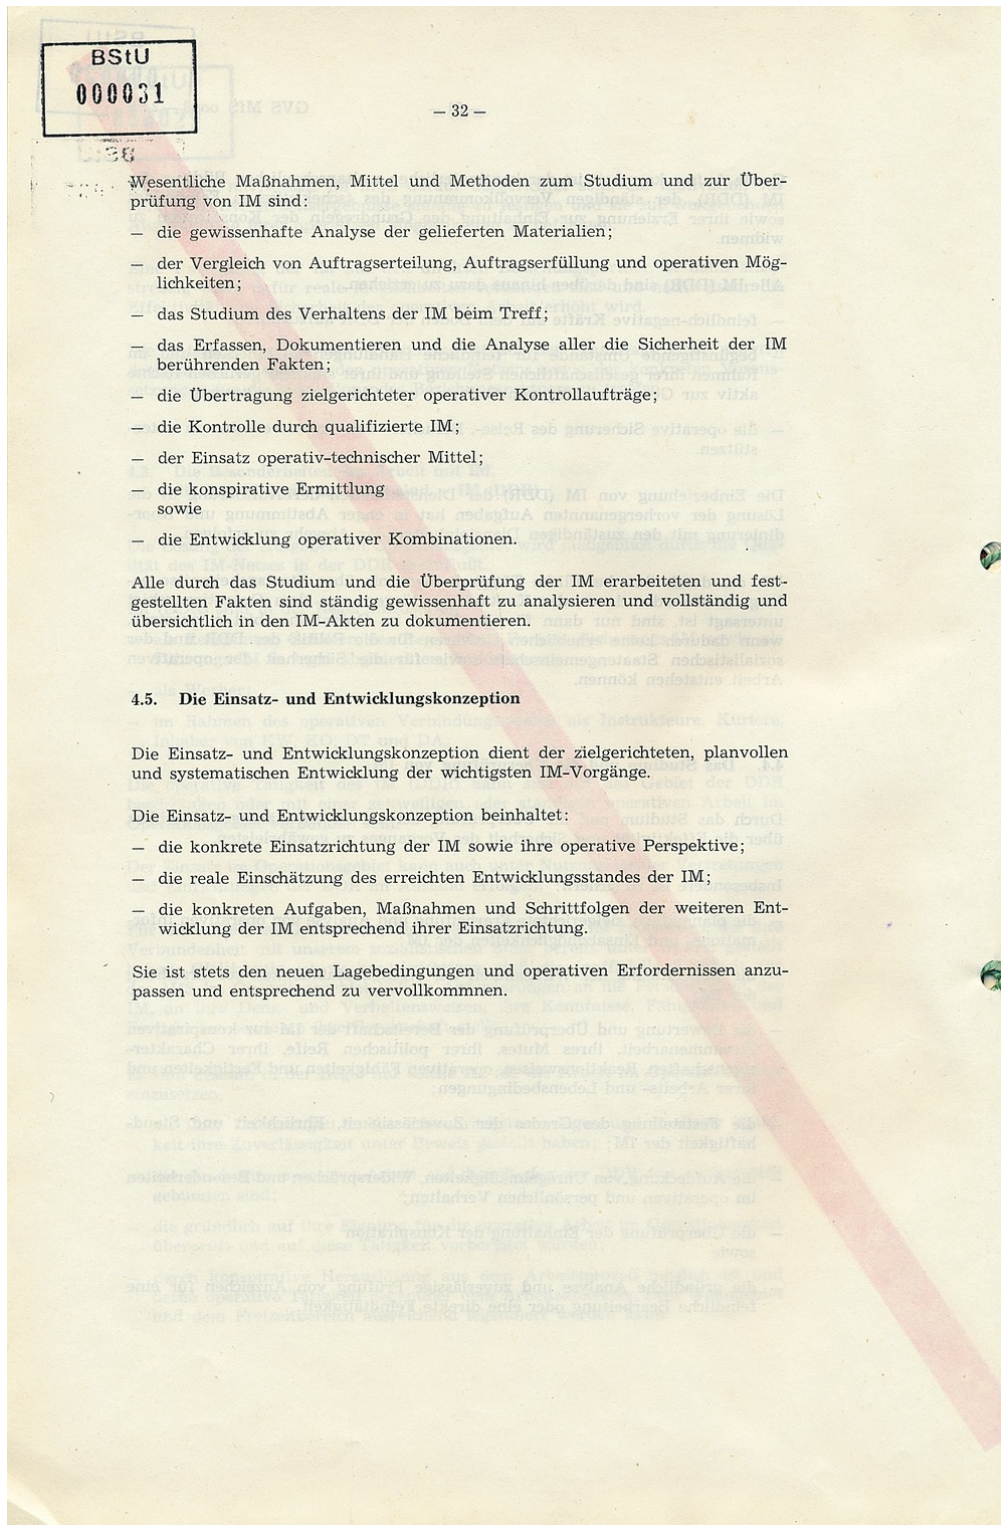 BStU
000031
— 32 —
Wesentliche Maßnahmen, Mittel und Methoden zum Studium und zur Über-
prüfung von IM sind:
— die gewissenhafte Analyse der gelieferten Materialien;
— der Vergleich von Auftragserteilung, Auftragserfüllung und operativen Mög-
lichkeiten;
— das Studium des Verhaltens der IM beim Treff;
— das Erfassen, Dokumentieren und die Analyse aller die Sicherheit der IM
berührenden Fakten;
— die Übertragung zielgerichteter operativer Kontrollaufträge;
— die Kontrolle durch qualifizierte IM;
— der Einsatz operativ-technischer Mittel;
— die konspirative Ermittlung
sowie
— die Entwicklung operativer Kombinationen.
Alle durch das Studium und die Überprüfung der IM erarbeiteten und fest-
gestellten Fakten sind ständig gewissenhaft zu analysieren und vollständig und
übersichtlich in den IM-Akten zu dokumentieren.
4.5. Die Einsatz- und Entwicklungskonzeption
Die Einsatz- und Entwicklungskonzeption dient der zielgerichteten, planvollen
und systematischen Entwicklung der wichtigsten IM-Vorgänge.
Die Einsatz- und Entwicklungskonzeption beinhaltet:
— die konkrete Einsatzrichtung der IM sowie ihre operative Perspektive;
— die reale Einschätzung des erreichten Entwicklungsstandes der IM;
— die konkreten Aufgaben, Maßnahmen und Schrittfolgen der weiteren Ent-
wicklung der IM entsprechend ihrer Einsatzrichtung.
Sie ist stets den neuen Lagebedingungen und operativen Erfordernissen anzu-
passen und entsprechend zu vervollkommnen.